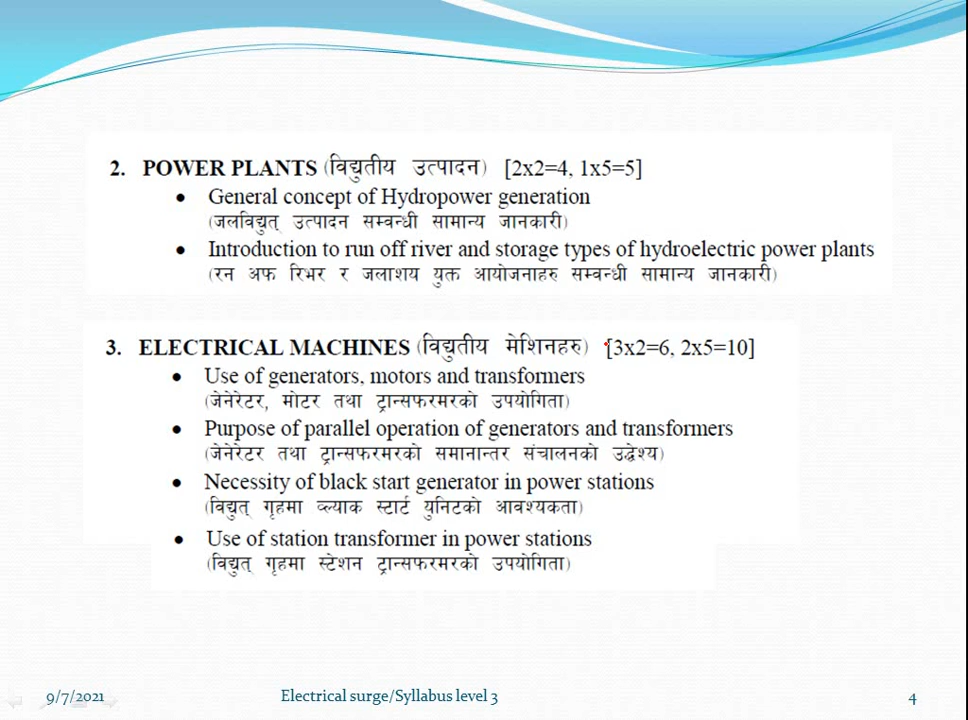 2. POWER PLANTS (विद्युतीय उत्पादन) [2x2=4, 1x5=5]
• General concept of Hydropower generation
(जलविद्युत् उत्पादन सम्वन्धी सामान्य जानकारी)
• Introduction to run off river and storage types of hydroelectric power plants
(रन अफ रिभर र जलाशय युक्त आयोजनाहरु सम्वन्धी सामान्य जानकारी)
3. ELECTRICAL MACHINES (विद्युतीय मेशिनहरु) [3x2=6, 2x5=10]
• Use of generators, motors and transformers
(जेनेरेटर, मोटर तथा ट्रान्सफरमरको उपयोगिता)
• Purpose of parallel operation of generators and transformers
(जेनेरेटर तथा ट्रान्सफरमरको समानान्तर संचालनको उद्धेश्य)
• Necessity of black start generator in power stations
(विद्युत् गृहमा व्ल्याक स्टार्ट युनिटको आवश्यकता)
• Use of station transformer in power stations
(विद्युत् गृहमा स्टेशन ट्रान्सफरमरको उपयोगिता)
9/7/2021 Electrical surge/Syllabus level 3 4